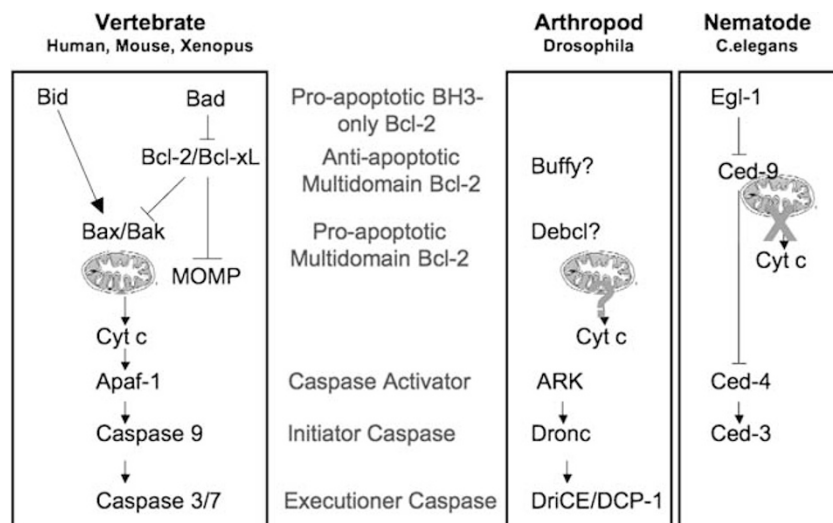 Vertebrate
Human, Mouse, Xenopus
Arthropod
Drosophila
Nematode
C.elegans
Bid
Bad
Pro-apoptotic BH3-
only Bcl-2
Egl-1
Bcl-2/Bcl-xL
Anti-apoptotic
Multidomain Bcl-2
Buffy?
Ced-9
Bax/Bak
Pro-apoptotic
Multidomain Bcl-2
Debcl?
MOMP
Cyt c
Cyt c
Cyt c
Apaf-1
Caspase Activator
ARK
Ced-4
Caspase 9
Initiator Caspase
Dronc
Ced-3
Caspase 3/7
Executioner Caspase
DriCE/DCP-1